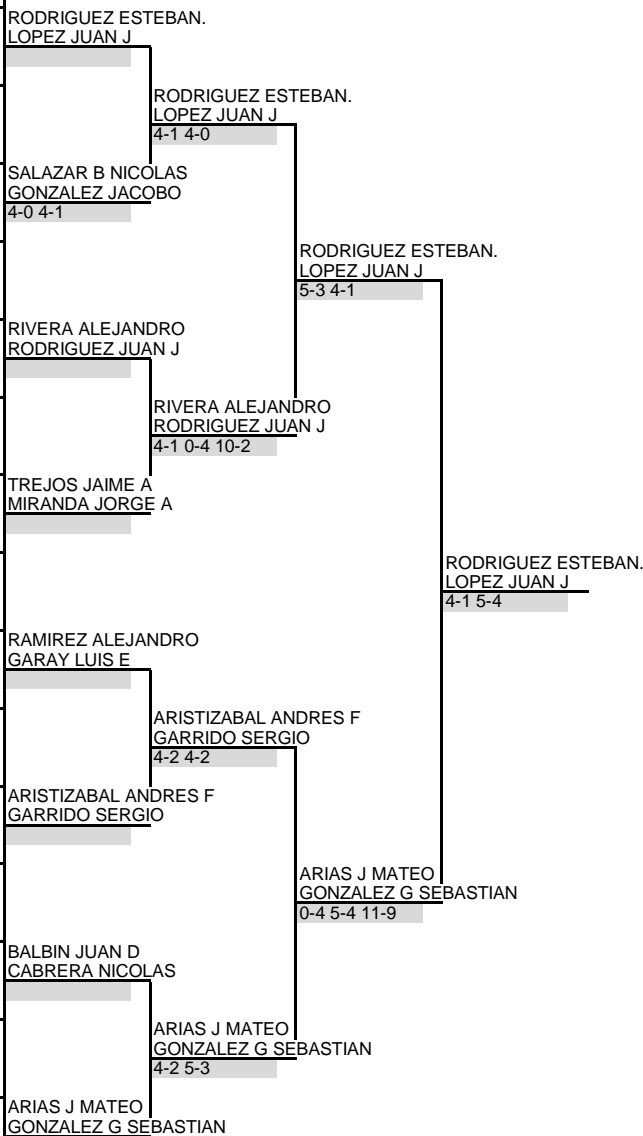 RODRIGUEZ ESTEBAN.
LOPEZ JUAN J
RODRIGUEZ ESTEBAN.
LOPEZ JUAN J
4-1 4-0
SALAZAR B NICOLAS
GONZALEZ JACOBO
4-0 4-1
RODRIGUEZ ESTEBAN.
LOPEZ JUAN J
5-3 4-1
RIVERA ALEJANDRO
RODRIGUEZ JUAN J
RIVERA ALEJANDRO
RODRIGUEZ JUAN J
4-1 0-4 10-2
TREJOS JAIME A
MIRANDA JORGE A
RODRIGUEZ ESTEBAN.
LOPEZ JUAN J
4-1 5-4
RAMIREZ ALEJANDRO
GARAY LUIS E
ARISTIZABAL ANDRES F
GARRIDO SERGIO
4-2 4-2
ARISTIZABAL ANDRES F
GARRIDO SERGIO
ARIAS J MATEO
GONZALEZ G SEBASTIAN
0-4 5-4 11-9
BALBIN JUAN D
CABRERA NICOLAS
ARIAS J MATEO
GONZALEZ G SEBASTIAN
4-2 5-3
ARIAS J MATEO
GONZALEZ G SEBASTIAN